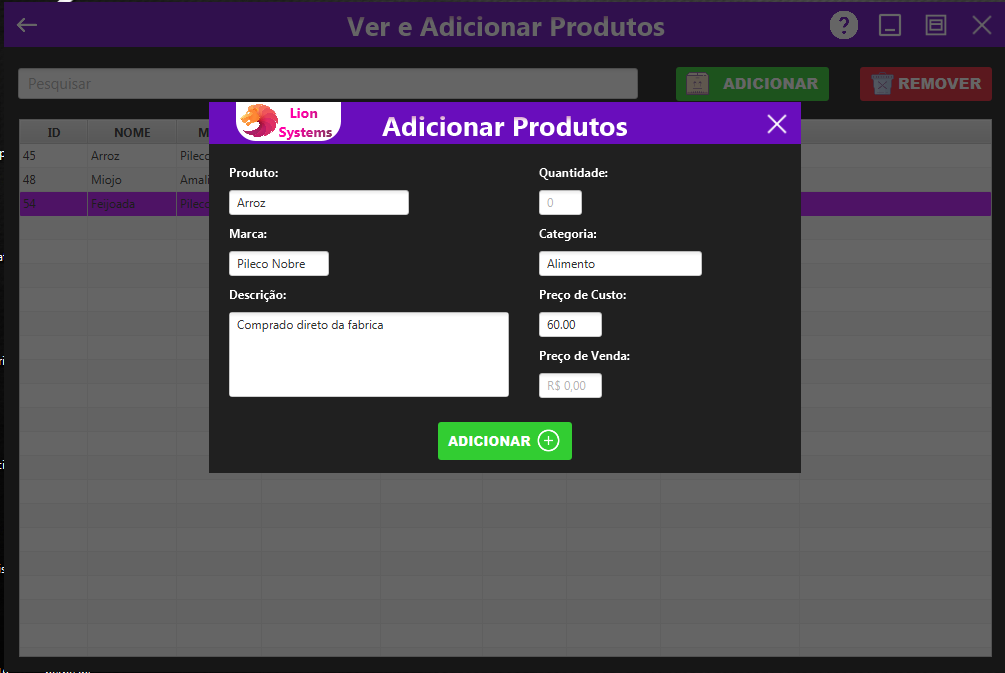 Ver e Adicionar Produtos
?
Pesquisar
ADICIONAR
REMOVER
ID NOME M
45 Arroz Pileco
48 Miojo Amali
54 Feijoada Pileco
Lion
Systems
Adicionar Produtos
Produto:
Arroz
Quantidade:
0
Marca:
Pileco Nobre
Categoria:
Alimento
Descrição:
Comprado direto da fabrica
Preço de Custo:
60.00
Preço de Venda:
R$ 0,00
ADICIONAR